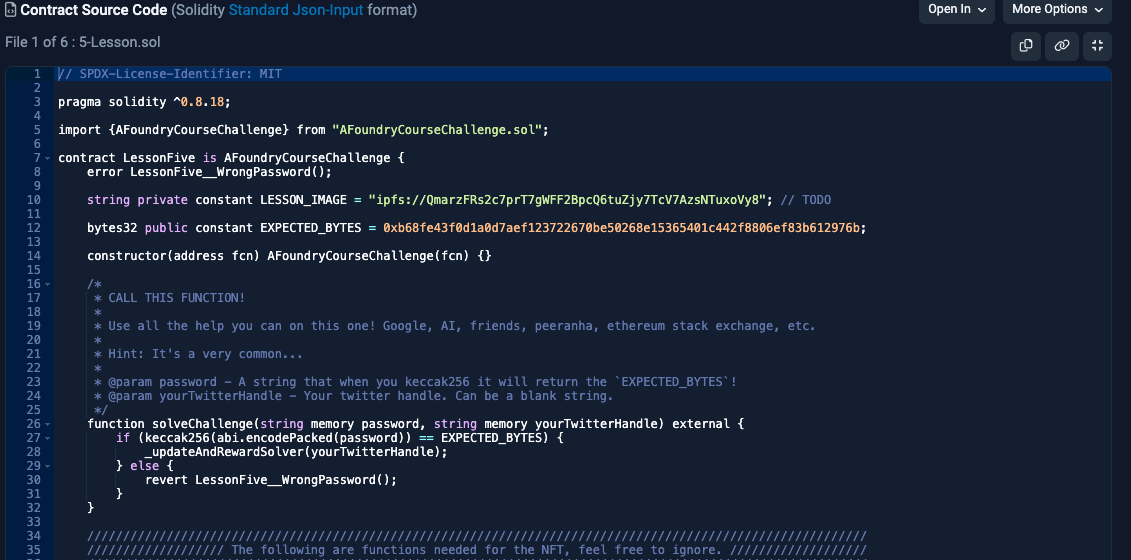 Contract Source Code (Solidity Standard Json-Input format)
Open In
More Options
File 1 of 6 : 5-Lesson.sol
1 // SPDX-License-Identifier: MIT
2
3 pragma solidity ^0.8.18;
4
5 import {AFoundryCourseChallenge} from "AFoundryCourseChallenge.sol";
6
7 contract LessonFive is AFoundryCourseChallenge {
8 error LessonFive__WrongPassword();
9
10 string private constant LESSON_IMAGE = "ipfs://QmarzFRs2c7prT7gWFF2BpcQ6tuZjy7TcV7AzsNTuxoVy8"; // TODO
11
12 bytes32 public constant EXPECTED_BYTES = 0xb68fe43f0d1a0d7aef123722670be50268e15365401c442f8806ef83b612976b;
13
14 constructor(address fcn) AFoundryCourseChallenge(fcn) {}
15
16 /*
17 * CALL THIS FUNCTION!
18 *
19 * Use all the help you can on this one! Google, AI, friends, peeranha, ethereum stack exchange, etc.
20 *
21 * Hint: It's a very common...
22 *
23 * @param password - A string that when you keccak256 it will return the `EXPECTED_BYTES`!
24 * @param yourTwitterHandle - Your twitter handle. Can be a blank string.
25 */
26 function solveChallenge(string memory password, string memory yourTwitterHandle) external {
27 if (keccak256(abi.encodePacked(password)) == EXPECTED_BYTES) {
28 _updateAndRewardSolver(yourTwitterHandle);
29 } else {
30 revert LessonFive__WrongPassword();
31 }
32 }
33
34 ////////////////////////////////////////////////////////////////////////////////////////////////////////////
35 /////////////////// The following are functions needed for the NFT, feel free to ignore. ///////////////////